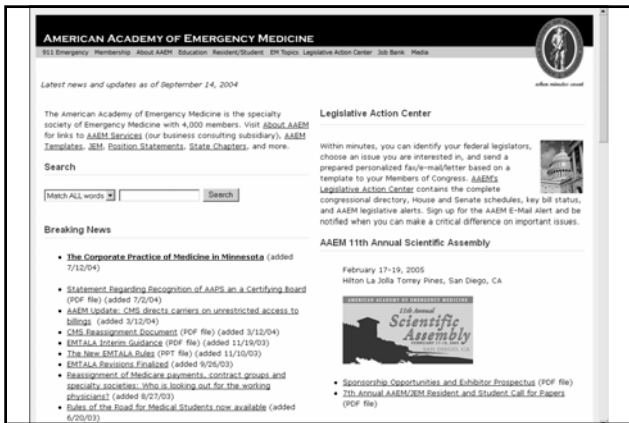 AMERICAN ACADEMY OF EMERGENCY MEDICINE
911 Emergency Membership About AAEM Education Resident/Student EM Topics Legislative Action Center Job Bank Media
when minutes count
Latest news and updates as of September 14, 2004
The American Academy of Emergency Medicine is the specialty
society of Emergency Medicine with 4,000 members. Visit About AAEM
for links to AAEM Services (our business consulting subsidiary), AAEM
Templates, JEM, Position Statements, State Chapters, and more.
Search
Match ALL words
Search
Breaking News
The Corporate Practice of Medicine in Minnesota (added
7/12/04)
Statement Regarding Recognition of AAPS an a Certifying Board
(PDF file) (added 7/2/04)
AAEM Update: CMS directs carriers on unrestricted access to
billings (added 3/12/04)
CMS Reassignment Document (PDF file) (added 3/12/04)
EMTALA Interim Guidance (PDF file) (added 11/19/03)
The New EMTALA Rules (PPT file) (added 11/10/03)
EMTALA Revisions Finalized (added 9/26/03)
Reassignment of Medicare payments, contract groups and
specialty societies: Who is looking out for the working
physicians? (added 8/27/03)
Rules of the Road for Medical Students now available (added
6/20/03)
Legislative Action Center
Within minutes, you can identify your federal legislators,
choose an issue you are interested in, and send a
prepared personalized fax/e-mail/letter based on a
template to your Members of Congress. AAEM's
Legislative Action Center contains the complete
congressional directory, House and Senate schedules, key bill status,
and AAEM legislative alerts. Sign up for the AAEM E-Mail Alert and be
notified when you can make a critical difference on important issues.
AAEM 11th Annual Scientific Assembly
February 17-19, 2005
Hilton La Jolla Torrey Pines, San Diego, CA
AMERICAN ACADEMY OF EMERGENCY MEDICINE
11th Annual
Scientific
Assembly
FEBRUARY 17-19, 2005
SAN DIEGO, CA
Sponsorship Opportunities and Exhibitor Prospectus (PDF file)
7th Annual AAEM/JEM Resident and Student Call for Papers
(PDF file)